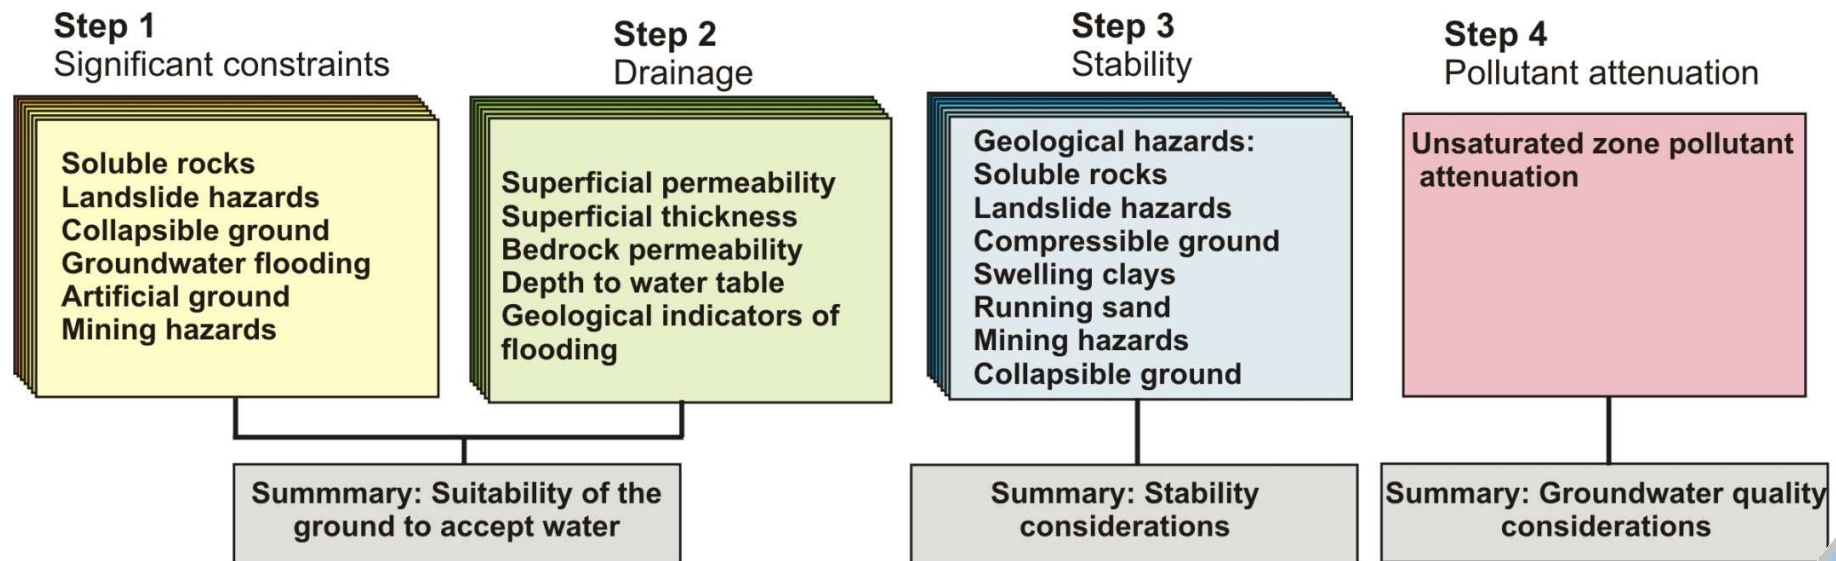 Step 1
Significant constraints
Soluble rocks
Landslide hazards
Collapsible ground
Groundwater flooding
Artificial ground
Mining hazards
Step 2
Drainage
Superficial permeability
Superficial thickness
Bedrock permeability
Depth to water table
Geological indicators of
flooding
Summmary: Suitability of the
ground to accept water
Step 3
Stability
Geological hazards:
Soluble rocks
Landslide hazards
Compressible ground
Swelling clays
Running sand
Mining hazards
Collapsible ground
Summary: Stability
considerations
Step 4
Pollutant attenuation
Unsaturated zone pollutant
attenuation
Summary: Groundwater quality
considerations